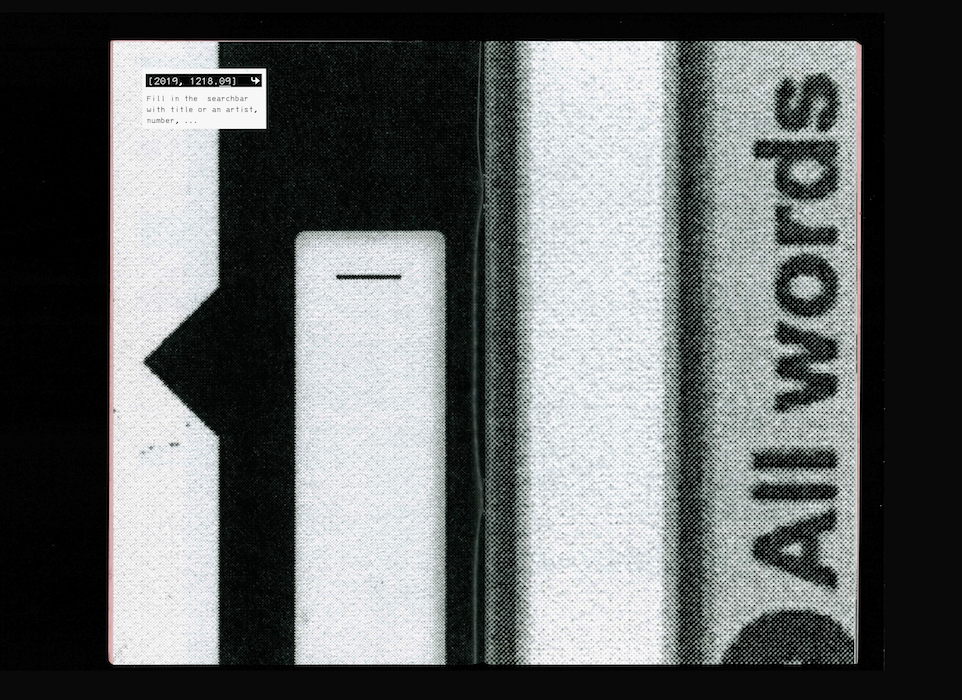 [2019, 1218.09]
Fill in the searchbar
with title or an artist,
number, ...
All words